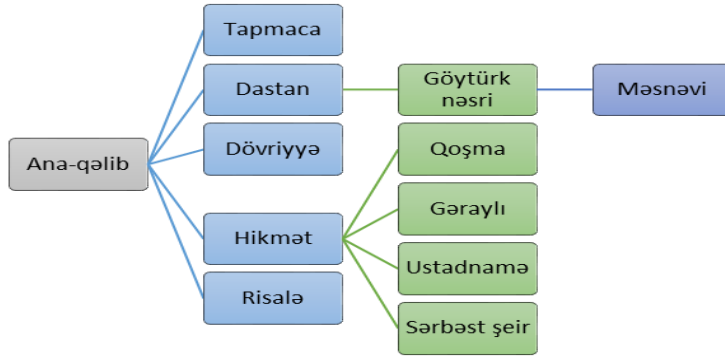 Tapmaca
Dastan
Göytürk
nəsri
Məsnəvi
Dövriyyə
Qoşma
Ana-qəlib
Gəraylı
Hikmət
Ustadnamə
Risalə
Sərbəst şeir